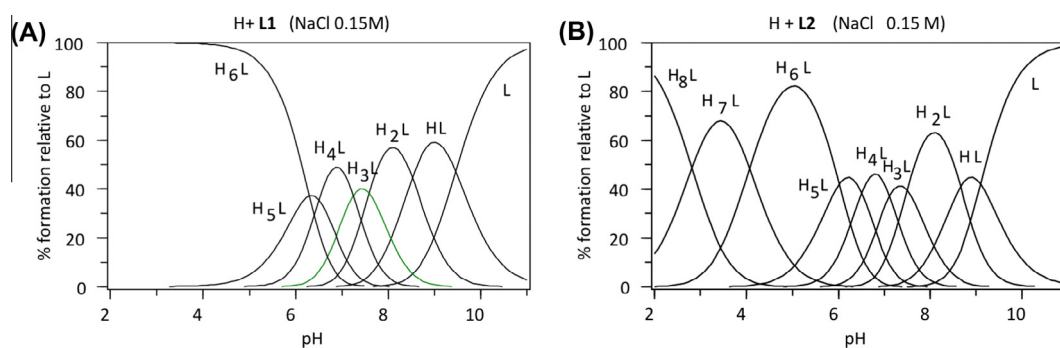 (A)
H+ L1 (NaCl 0.15M)
% formation relative to L
100
80
60
40
20
0
H6L
H5L
H4L
H3L
H2L
HL
L
2 4 6 8 10
pH
(B)
H + L2 (NaCl 0.15 M)
% formation relative to L
100
80
60
40
20
0
H8L
H7L
H6L
H5L
H4L
H3L
H2L
HL
L
2 4 6 8 10
pH